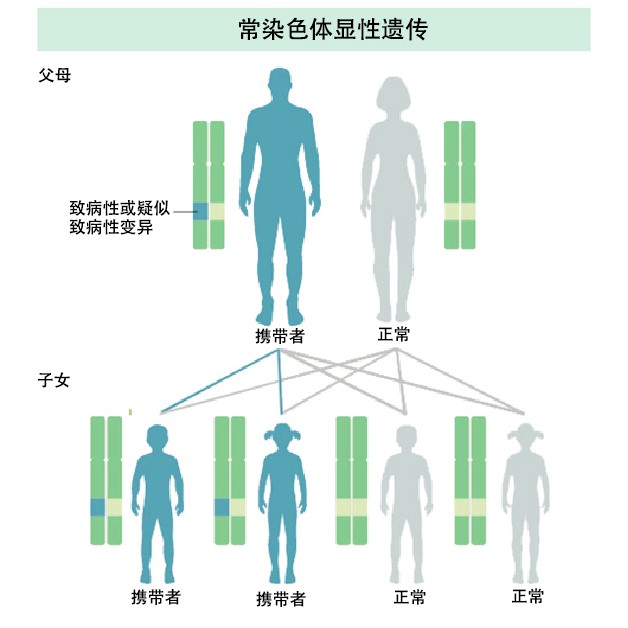 常染色体显性遗传
父母
致病性或疑似
致病性变异
携带者
正常
子女
携带者
携带者
正常
正常